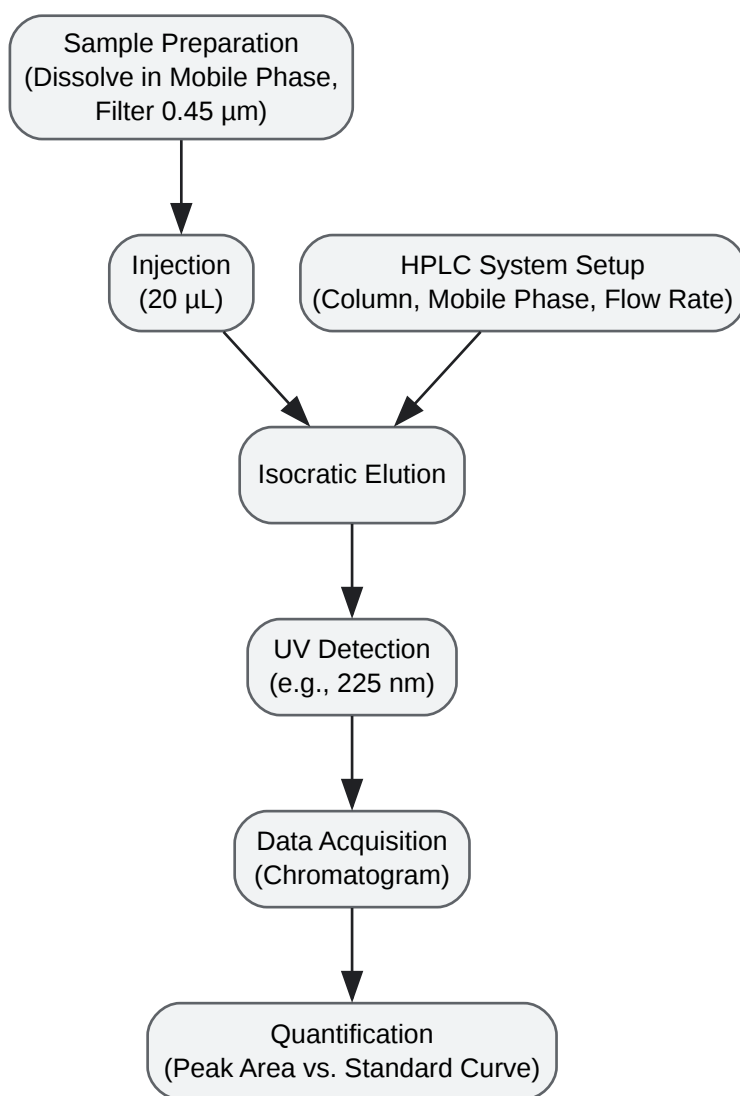 Sample Preparation
(Dissolve in Mobile Phase,
Filter 0.45 µm)
Injection
(20 µL)
HPLC System Setup
(Column, Mobile Phase, Flow Rate)
Isocratic Elution
UV Detection
(e.g., 225 nm)
Data Acquisition
(Chromatogram)
Quantification
(Peak Area vs. Standard Curve)